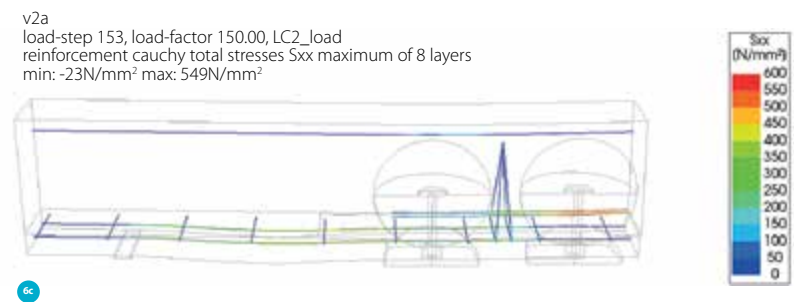 v2a
load-step 153, load-factor 150.00, LC2_load
reinforcement cauchy total stresses Sxx maximum of 8 layers
min: -23N/mm² max: 549N/mm²
Sxx
(N/mm²)
600
550
500
450
400
350
300
250
200
150
100
50
0
6c